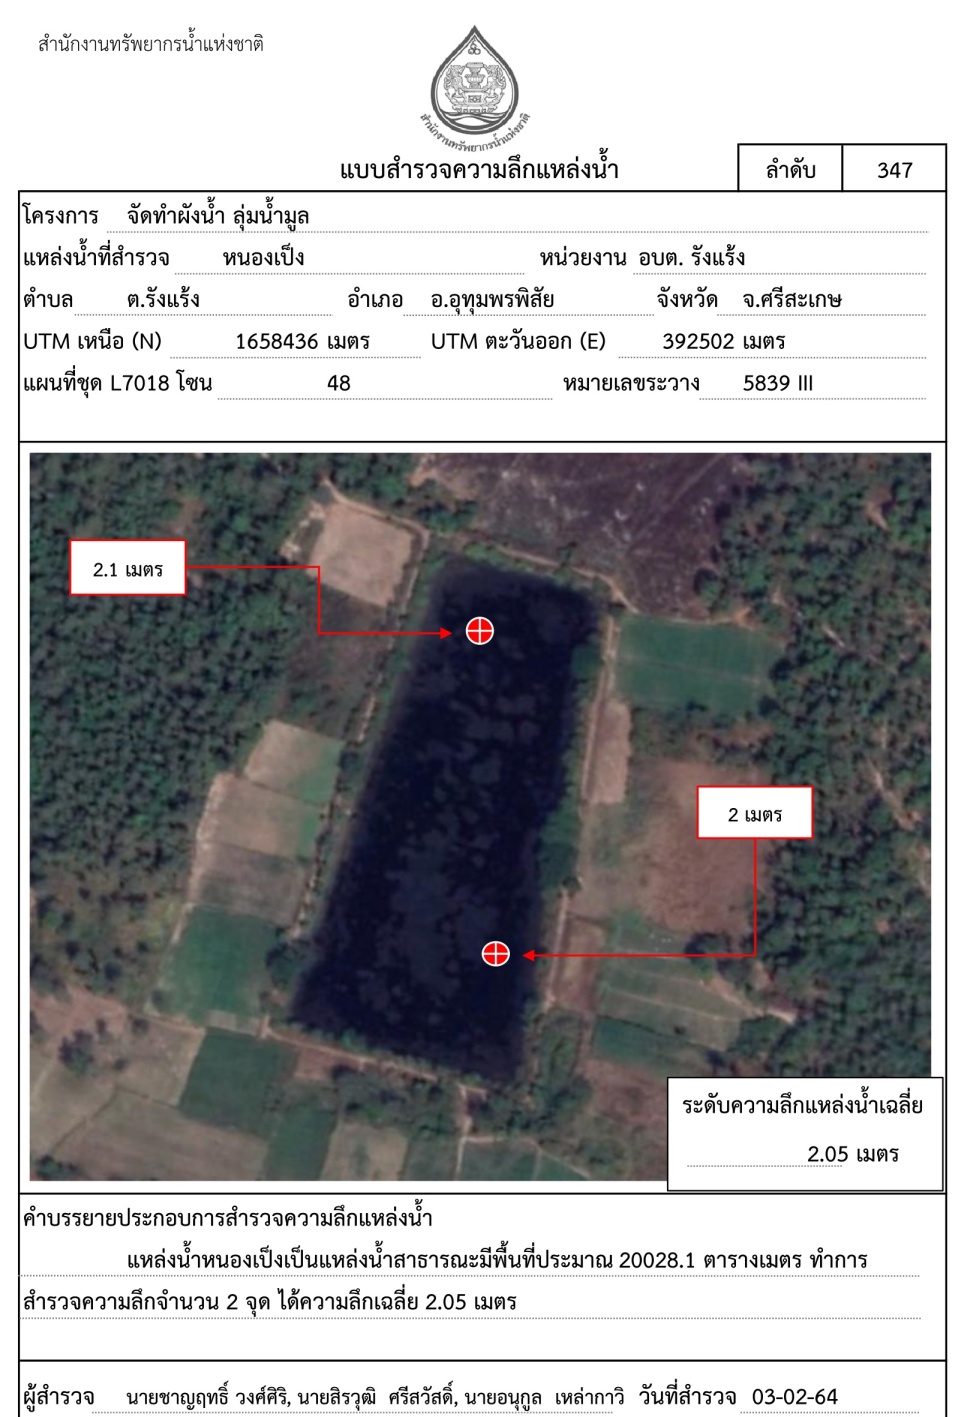 สำนักงานทรัพยากรน้ำแห่งชาติ
สำนักงานทรัพยากรน้ำแห่งชาติ
แบบสำรวจความลึกแหล่งน้ำ ลำดับ 347
โครงการ จัดทำผังน้ำ ลุ่มน้ำมูล
แหล่งน้ำที่สำรวจ หนองเป็ง หน่วยงาน อบต. รังแร้ง
ตำบล ต.รังแร้ง อำเภอ อ.อุทุมพรพิสัย จังหวัด จ.ศรีสะเกษ
UTM เหนือ (N) 1658436 เมตร UTM ตะวันออก (E) 392502 เมตร
แผนที่ชุด L7018 โซน 48 หมายเลขระวาง 5839 III
2.1 เมตร
2 เมตร
ระดับความลึกแหล่งน้ำเฉลี่ย
2.05 เมตร
คำบรรยายประกอบการสำรวจความลึกแหล่งน้ำ
แหล่งน้ำหนองเป็งเป็นแหล่งน้ำสาธารณะมีพื้นที่ประมาณ 20028.1 ตารางเมตร ทำการ
สำรวจความลึกจำนวน 2 จุด ได้ความลึกเฉลี่ย 2.05 เมตร
ผู้สำรวจ นายชาญฤทธิ์ วงศ์ศิริ, นายสิรวุฒิ ศรีสวัสดิ์, นายอนุกูล เหล่ากาวี วันที่สำรวจ 03-02-64